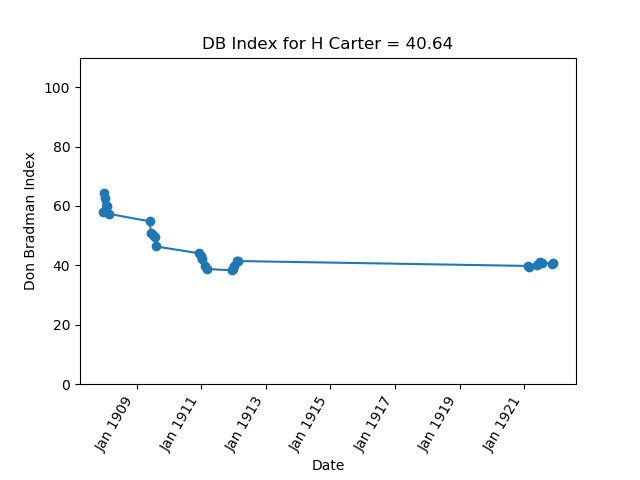 DB Index for H Carter = 40.64
Don Bradman Index
100
80
60
40
20
0
Jan 1909
Jan 1911
Jan 1913
Jan 1915
Jan 1917
Jan 1919
Jan 1921
Date